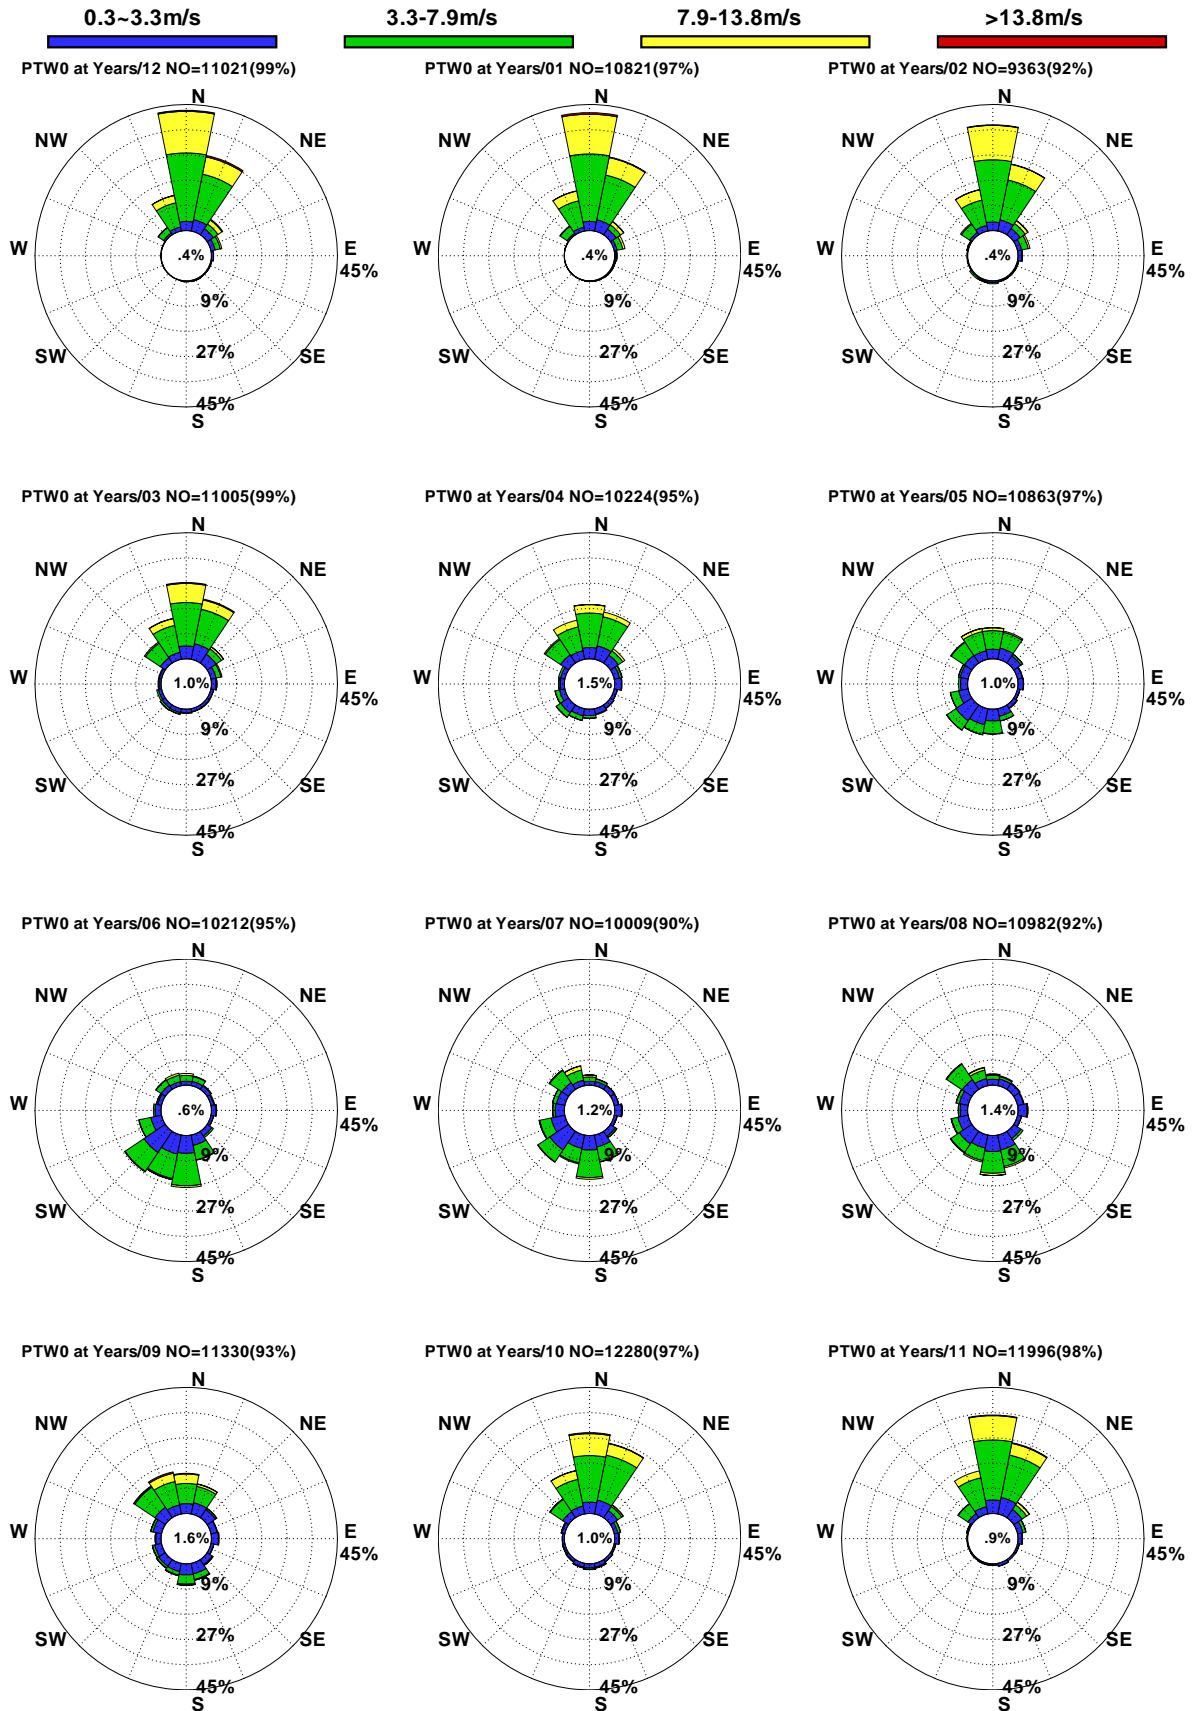 0.3~3.3m/s 3.3-7.9m/s 7.9-13.8m/s >13.8m/s
PTW0 at Years/12 NO=11021(99%) PTW0 at Years/01 NO=10821(97%) PTW0 at Years/02 NO=9363(92%)
N N N
NW NE NW NE NW NE
W .4% E W .4% E W .4% E
45% 45% 45%
9% 9% 9%
SW 27% SE SW 27% SE SW 27% SE
45% 45% 45%
S S S
PTW0 at Years/03 NO=11005(99%) PTW0 at Years/04 NO=10224(95%) PTW0 at Years/05 NO=10863(97%)
N N N
NW NE NW NE NW NE
W 1.0% E W 1.5% E W 1.0% E
45% 45% 45%
9% 9% 9%
SW 27% SE SW 27% SE SW 27% SE
45% 45% 45%
S S S
PTW0 at Years/06 NO=10212(95%) PTW0 at Years/07 NO=10009(90%) PTW0 at Years/08 NO=10982(92%)
N N N
NW NE NW NE NW NE
W .6% E W 1.2% E W 1.4% E
45% 45% 45%
9% 9% 9%
SW 27% SE SW 27% SE SW 27% SE
45% 45% 45%
S S S
PTW0 at Years/09 NO=11330(93%) PTW0 at Years/10 NO=12280(97%) PTW0 at Years/11 NO=11996(98%)
N N N
NW NE NW NE NW NE
W 1.6% E W 1.0% E W .9% E
45% 45% 45%
9% 9% 9%
SW 27% SE SW 27% SE SW 27% SE
45% 45% 45%
S S S